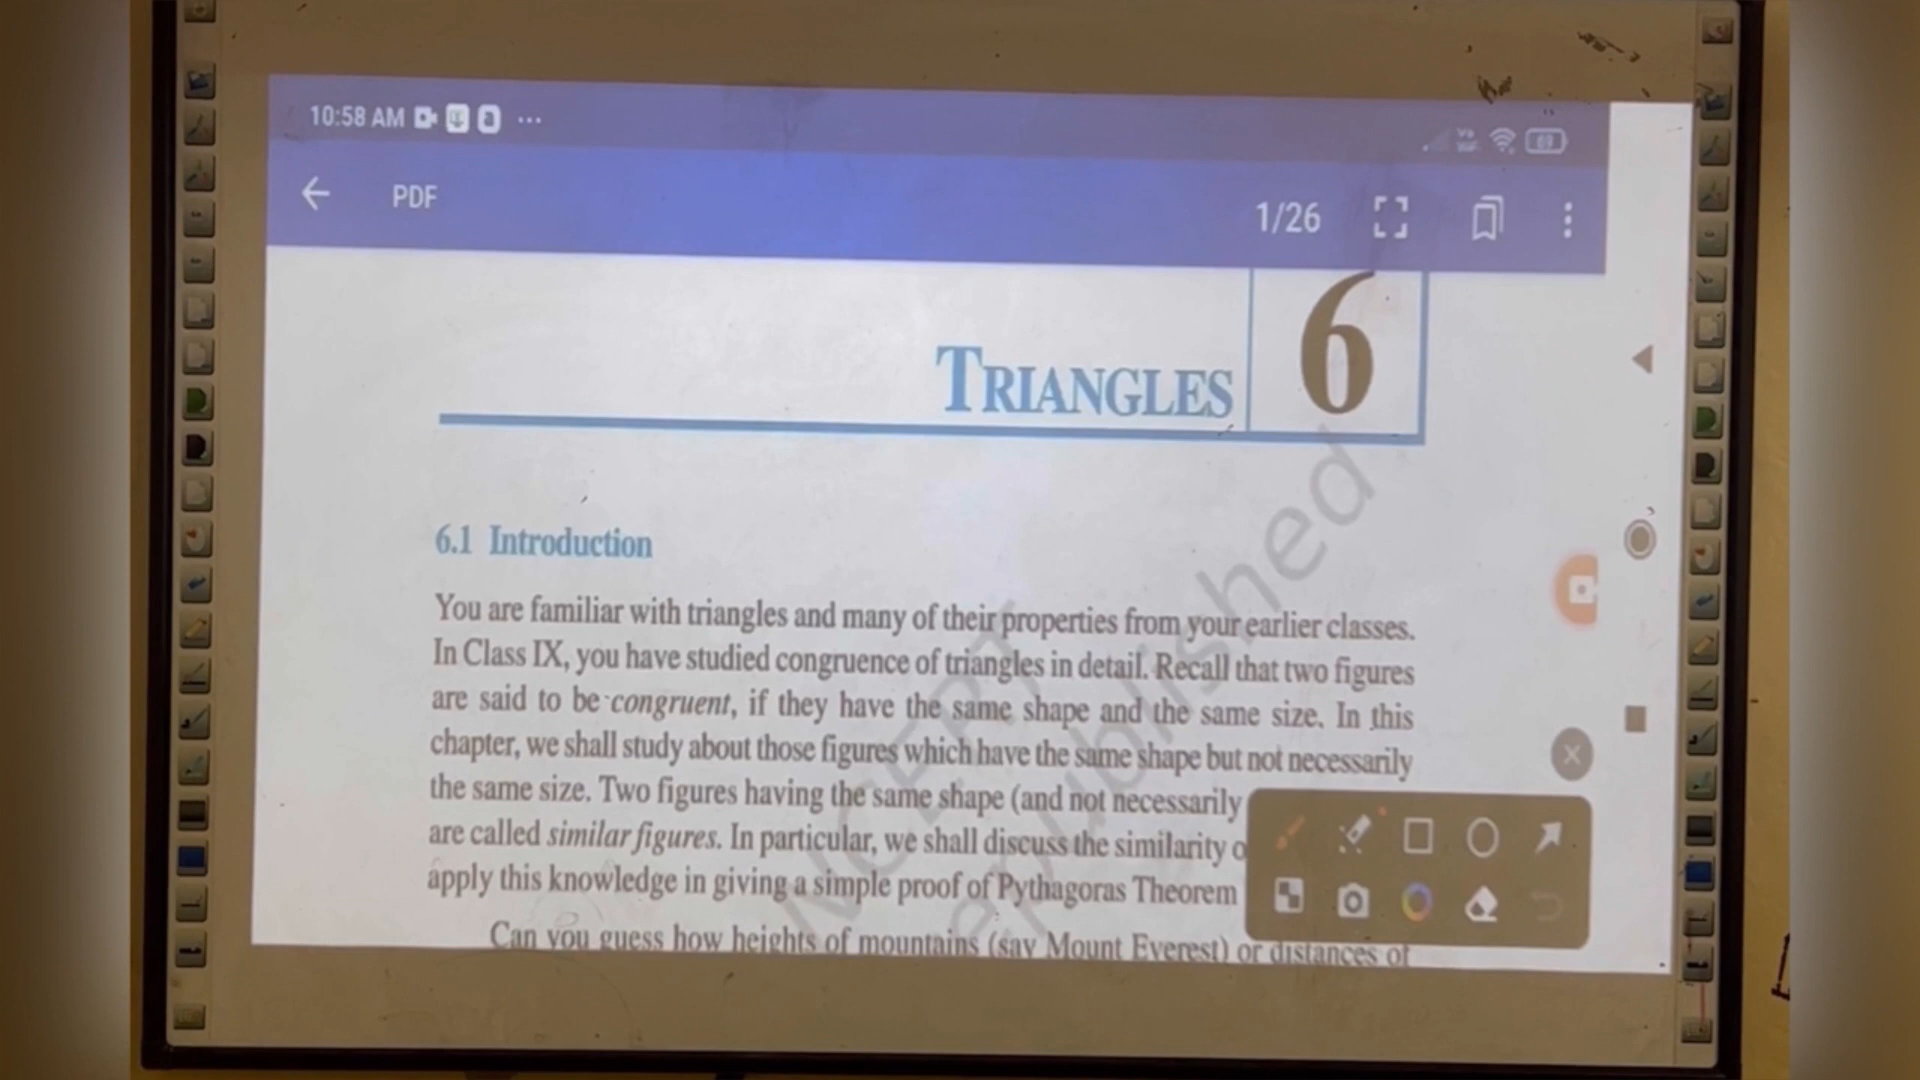 10:58 AM
69
PDF
1/26
TRIANGLES
6
6.1 Introduction
You are familiar with triangles and many of their properties from your earlier classes.
In Class IX, you have studied congruence of triangles in detail. Recall that two figures
are said to be congruent, if they have the same shape and the same size. In this
chapter, we shall study about those figures which have the same shape but not necessarily
the same size. Two figures having the same shape (and not necessarily
are called similar figures. In particular, we shall discuss the similarity o
apply this knowledge in giving a simple proof of Pythagoras Theorem
Can you guess how heights of mountains (say Mount Everest) or distances of
NCERT
republished